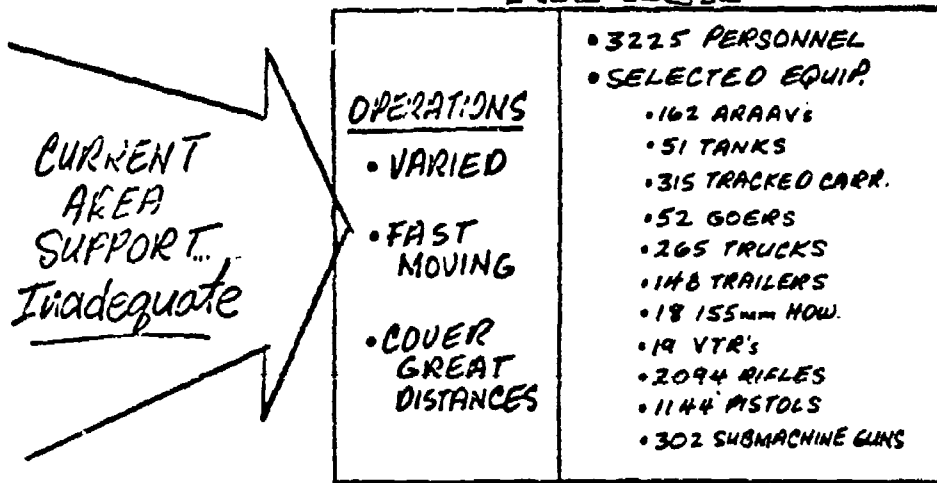 CURRENT
AREA
SUPPORT...
Inadequate
OPERATIONS
• VARIED
• FAST
MOVING
• COVER
GREAT
DISTANCES
• 3225 PERSONNEL
• SELECTED EQUIP.
• 162 ARAAV's
• 51 TANKS
• 315 TRACKED CARR.
• 52 GOERS
• 265 TRUCKS
• 148 TRAILERS
• 18 155mm HOW.
• 19 VTR's
• 2094 RIFLES
• 1144 PISTOLS
• 302 SUBMACHINE GUNS